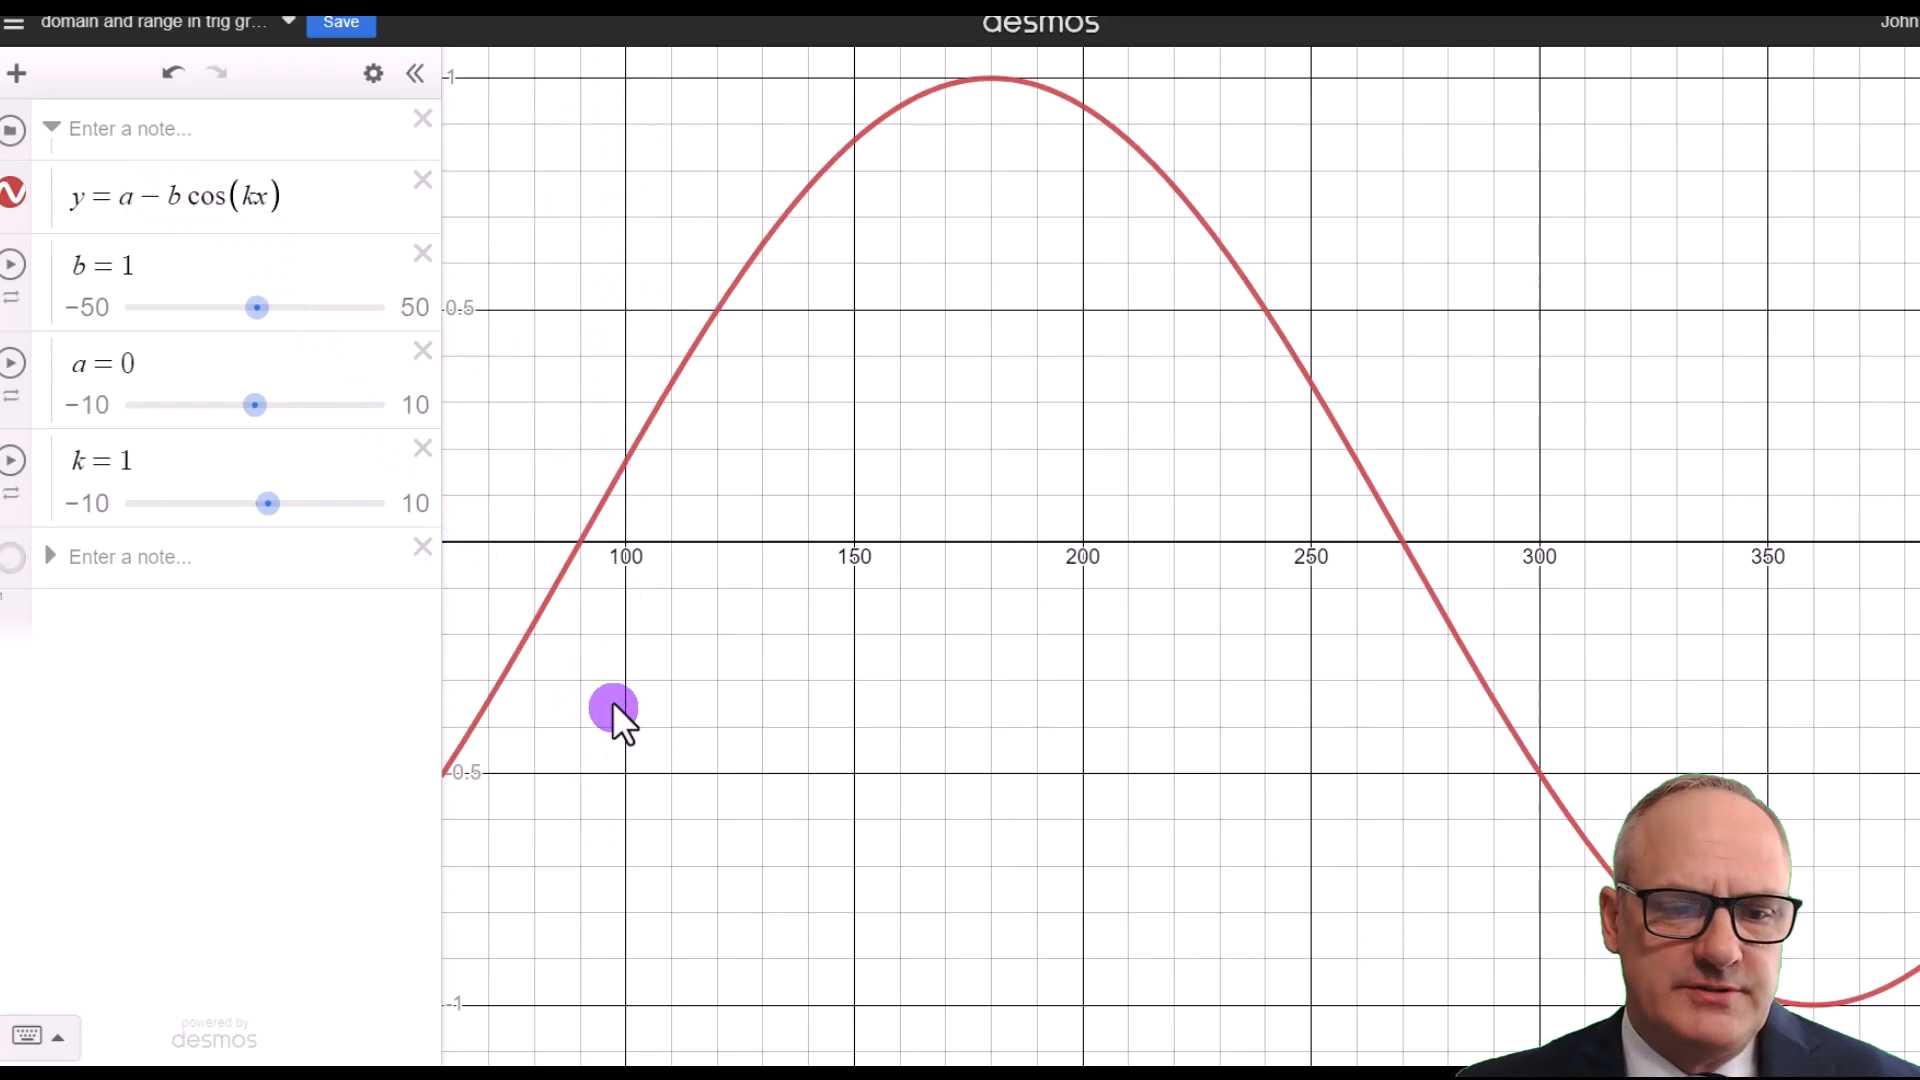 domain and range in trig gr...
Save
desmos
John
Enter a note...
y = a − b cos(kx)
b = 1
−50
50
a = 0
−10
10
k = 1
−10
10
Enter a note...
powered by
desmos
1
0.5
100
150
200
250
300
350
-0.5
-1